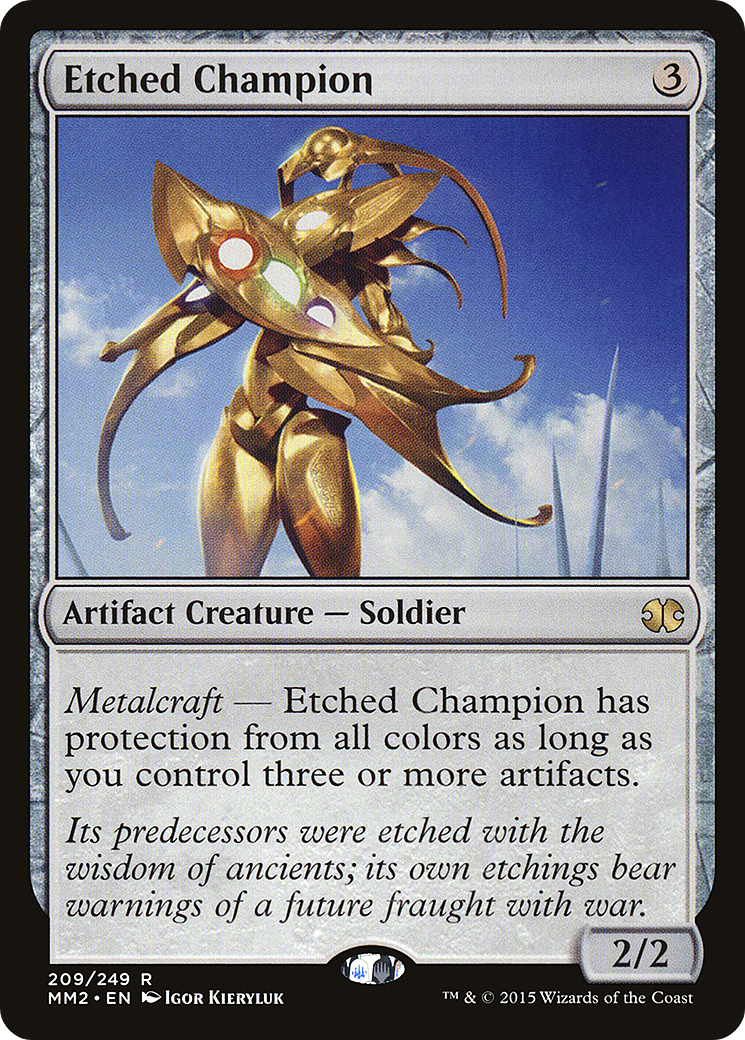 Etched Champion 3
Artifact Creature — Soldier
Metalcraft — Etched Champion has
protection from all colors as long as
you control three or more artifacts.
Its predecessors were etched with the
wisdom of ancients; its own etchings bear
warnings of a future fraught with war.
2/2
209/249 R
MM2 • EN Igor Kieryluk
™ & © 2015 Wizards of the Coast